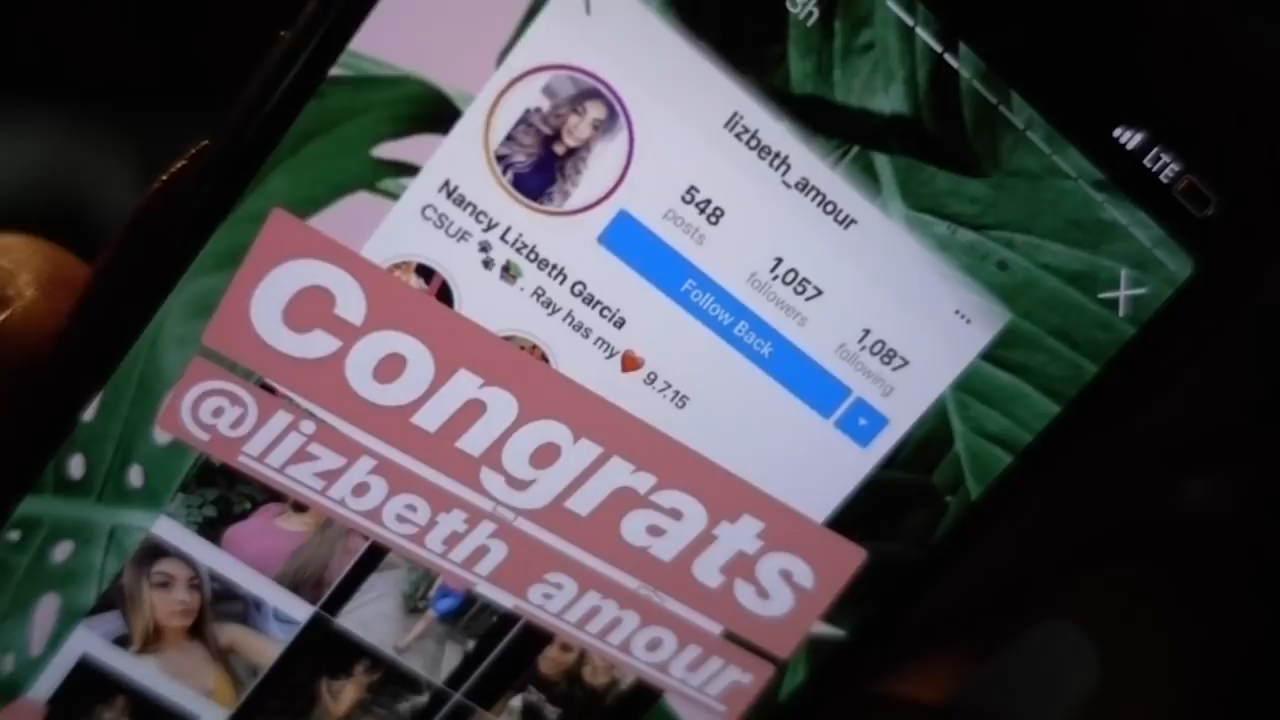 LTE
lizbeth_amour
548
posts
1,057
followers
1,087
following
Follow Back
Nancy Lizbeth Garcia
CSUF 🐾 📚. Ray has my ❤️ 9.7.15
Congrats
@lizbeth_amour